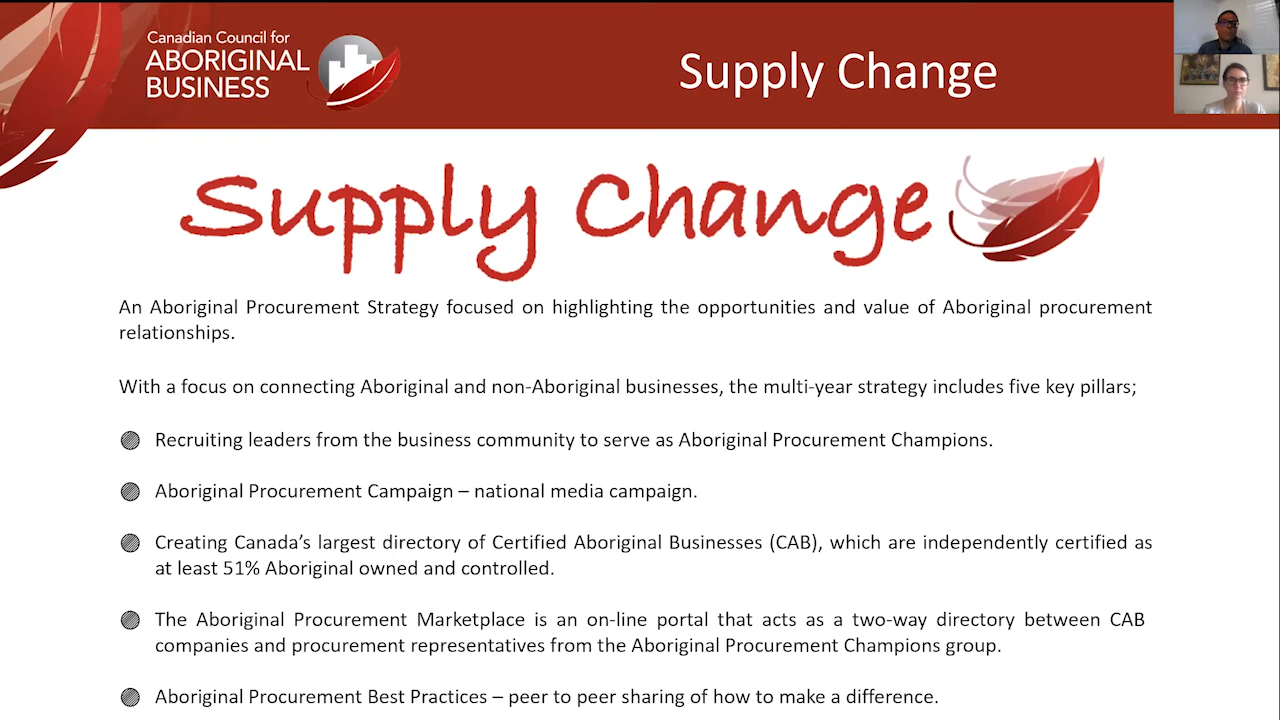 Canadian Council for
ABORIGINAL
BUSINESS
Supply Change
Supply Change
An Aboriginal Procurement Strategy focused on highlighting the opportunities and value of Aboriginal procurement
relationships.
With a focus on connecting Aboriginal and non-Aboriginal businesses, the multi-year strategy includes five key pillars;
Recruiting leaders from the business community to serve as Aboriginal Procurement Champions.
Aboriginal Procurement Campaign – national media campaign.
Creating Canada’s largest directory of Certified Aboriginal Businesses (CAB), which are independently certified as
at least 51% Aboriginal owned and controlled.
The Aboriginal Procurement Marketplace is an on-line portal that acts as a two-way directory between CAB
companies and procurement representatives from the Aboriginal Procurement Champions group.
Aboriginal Procurement Best Practices – peer to peer sharing of how to make a difference.